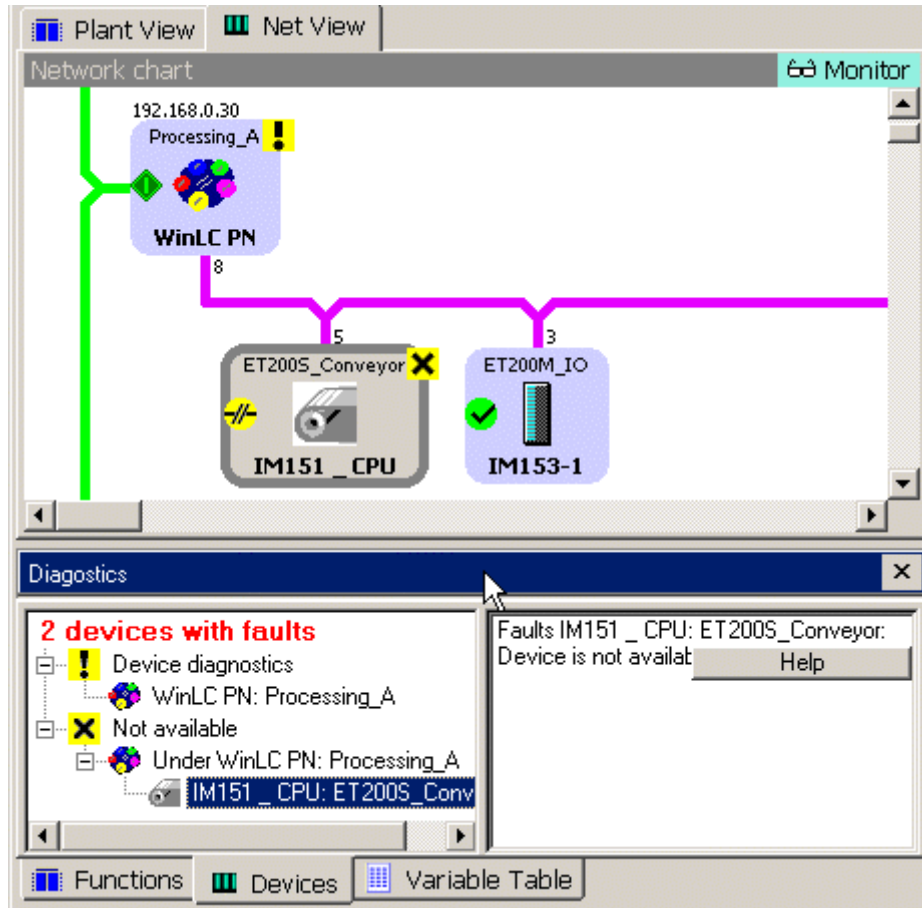 Plant View
Net View
Network chart
Monitor
192.168.0.30
Processing_A
WinLC PN
8
5
3
ET200S_Conveyor
ET200M_IO
IM151 _ CPU
IM153-1
Diagostics
2 devices with faults
Device diagnostics
WinLC PN: Processing_A
Not available
Under WinLC PN: Processing_A
IM151 _ CPU: ET200S_Conv
Faults IM151 _ CPU: ET200S_Conveyor:
Device is not availat
Help
Functions
Devices
Variable Table